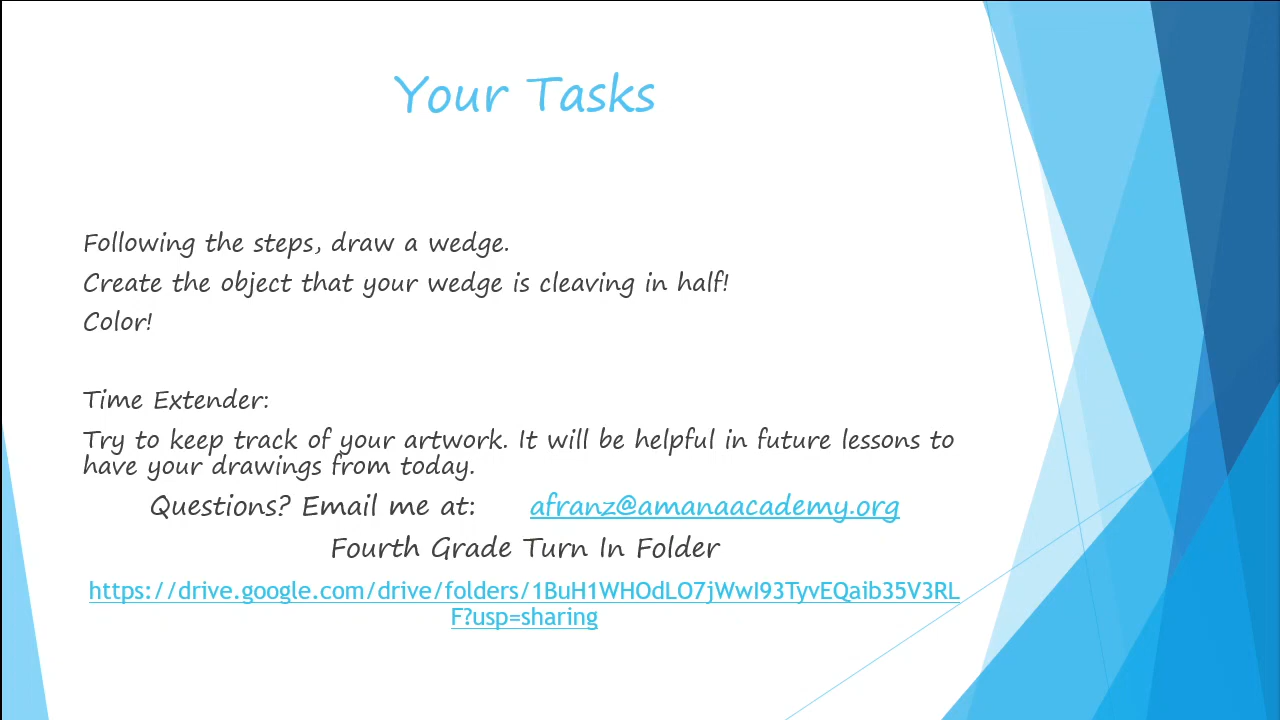 Your Tasks
Following the steps, draw a wedge.
Create the object that your wedge is cleaving in half!
Color!
Time Extender:
Try to keep track of your artwork. It will be helpful in future lessons to
have your drawings from today.
Questions? Email me at: afranz@amanaacademy.org
Fourth Grade Turn In Folder
https://drive.google.com/drive/folders/1BuH1WHOdLO7jWwI93TyvEQaib35V3RL
F?usp=sharing